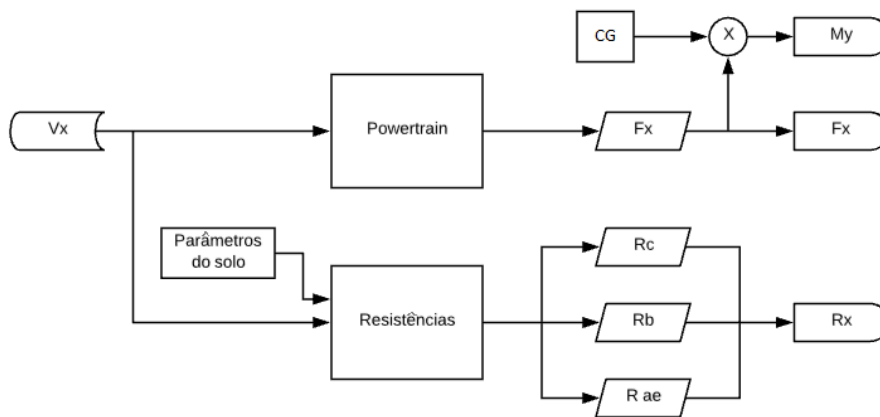 CG
X
My
Vx
Powertrain
Fx
Fx
Parâmetros
do solo
Resistências
Rc
Rb
R ae
Rx